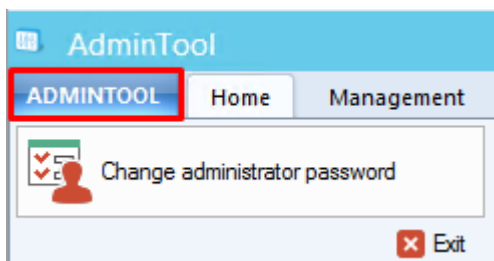 AdminTool
ADMINTOOL Home Management
Change administrator password
Exit